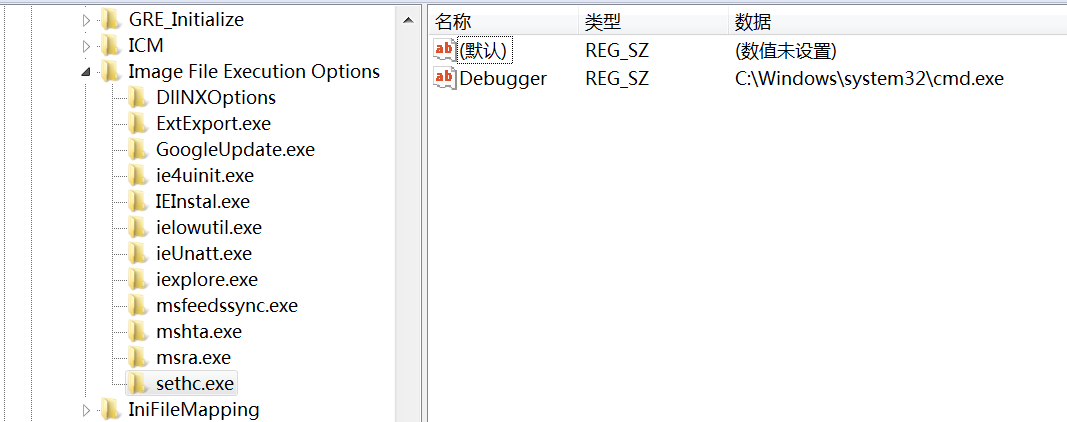 GRE_Initialize
ICM
Image File Execution Options
DllNXOptions
ExtExport.exe
GoogleUpdate.exe
ie4uinit.exe
IEInstal.exe
ielowutil.exe
ieUnatt.exe
iexplore.exe
msfeedssync.exe
mshta.exe
msra.exe
sethc.exe
IniFileMapping
名称 类型 数据
ab (默认) REG_SZ (数值未设置)
ab Debugger REG_SZ C:\Windows\system32\cmd.exe